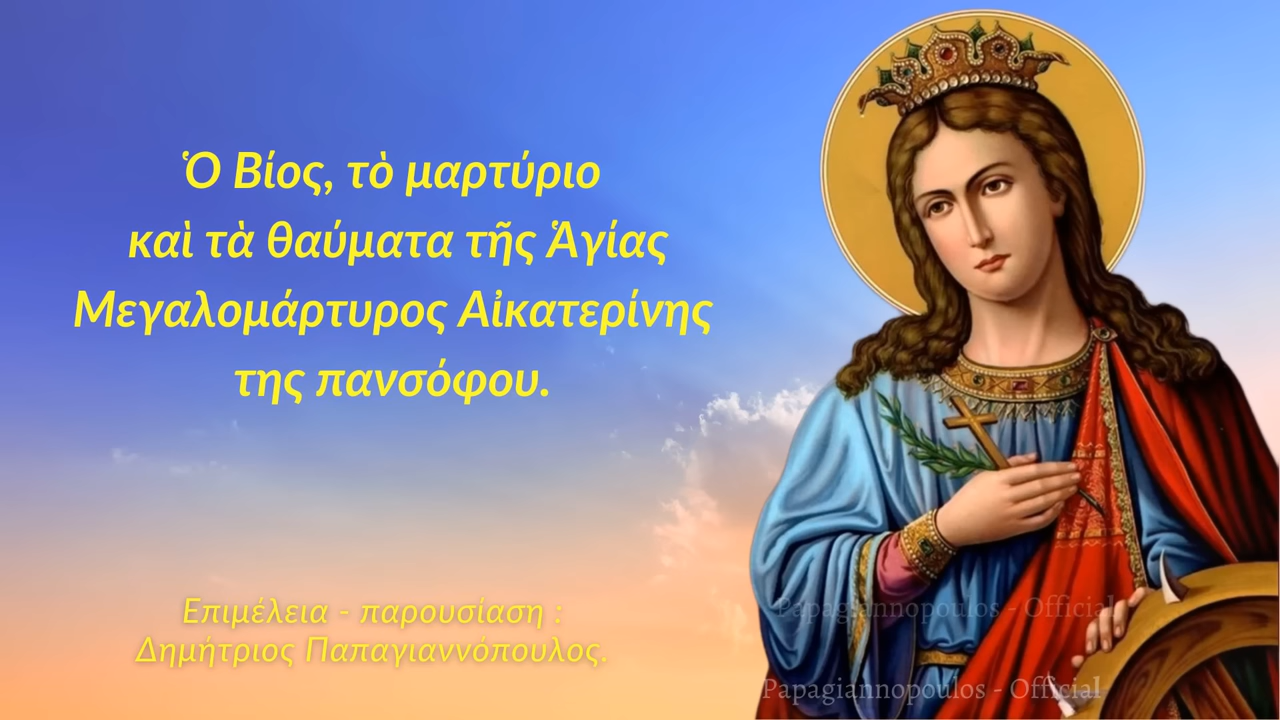 Ὁ Βίος, τὸ μαρτύριο
καὶ τὰ θαύματα τῆς Ἁγίας
Μεγαλομάρτυρος Αἰκατερίνης
της πανσόφου.
Επιμέλεια - παρουσίαση :
Δημήτριος Παπαγιαννόπουλος.
Papagiannopoulos - Official
Papagiannopoulos - Official